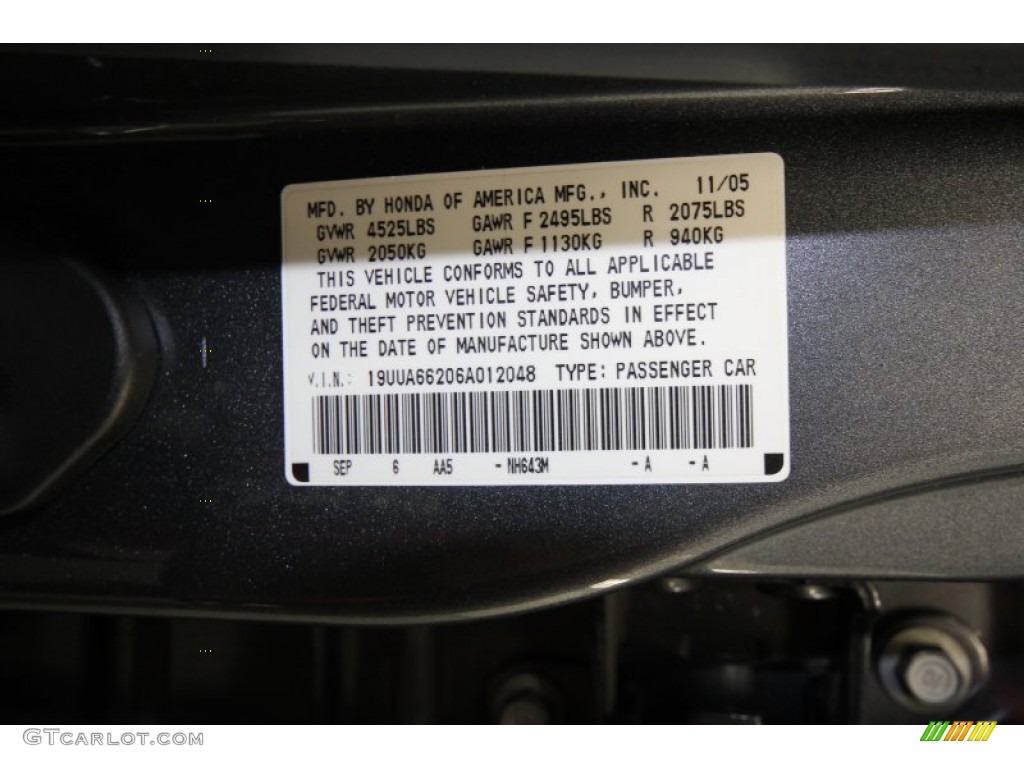 MFD. BY HONDA OF AMERICA MFG., INC. 11/05
GVWR 4525LBS GAWR F 2495LBS R 2075LBS
GVWR 2050KG GAWR F 1130KG R 940KG
THIS VEHICLE CONFORMS TO ALL APPLICABLE
FEDERAL MOTOR VEHICLE SAFETY, BUMPER,
AND THEFT PREVENTION STANDARDS IN EFFECT
ON THE DATE OF MANUFACTURE SHOWN ABOVE.
V.I.N.: 19UUA66206A012048 TYPE: PASSENGER CAR
SEP 6 AA5 -NH643M -A -A
GTCARLOT.COM